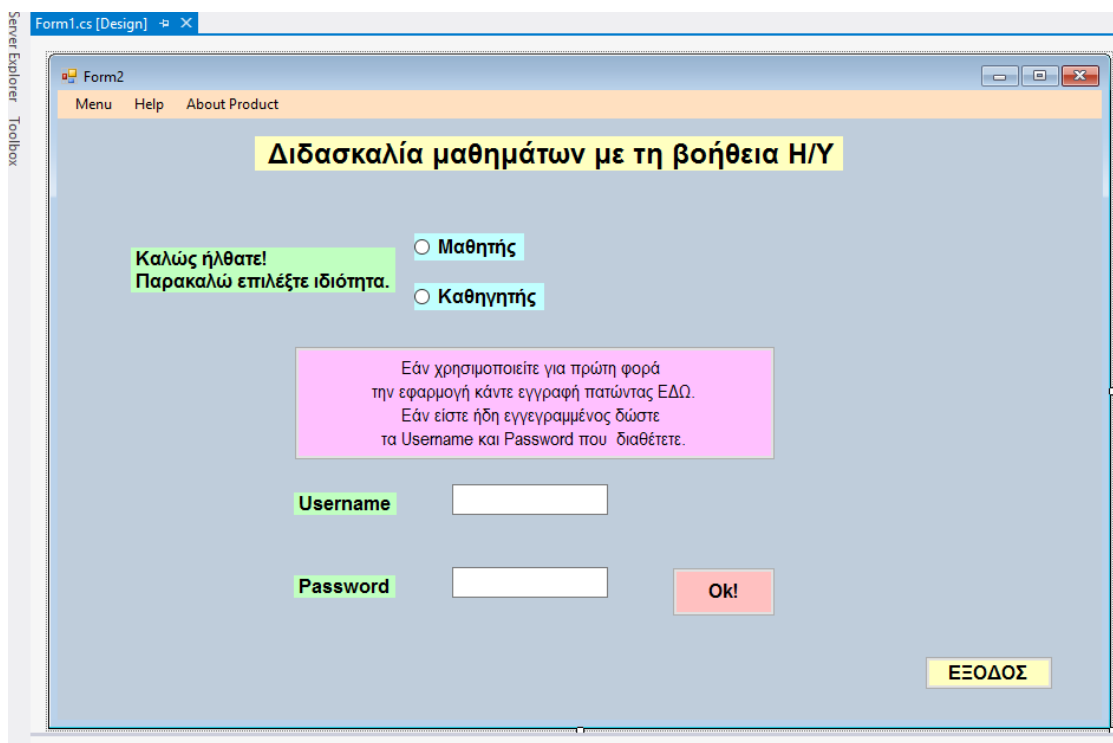 Form1.cs [Design]
Server Explorer
Toolbox
Form2
Menu Help About Product
Διδασκαλία μαθημάτων με τη βοήθεια Η/Υ
Καλώς ήλθατε!
Παρακαλώ επιλέξτε ιδιότητα.
Μαθητής
Καθηγητής
Εάν χρησιμοποιείτε για πρώτη φορά
την εφαρμογή κάντε εγγραφή πατώντας ΕΔΩ.
Εάν είστε ήδη εγγεγραμμένος δώστε
τα Username και Password που διαθέτετε.
Username
Password
Ok!
ΕΞΟΔΟΣ